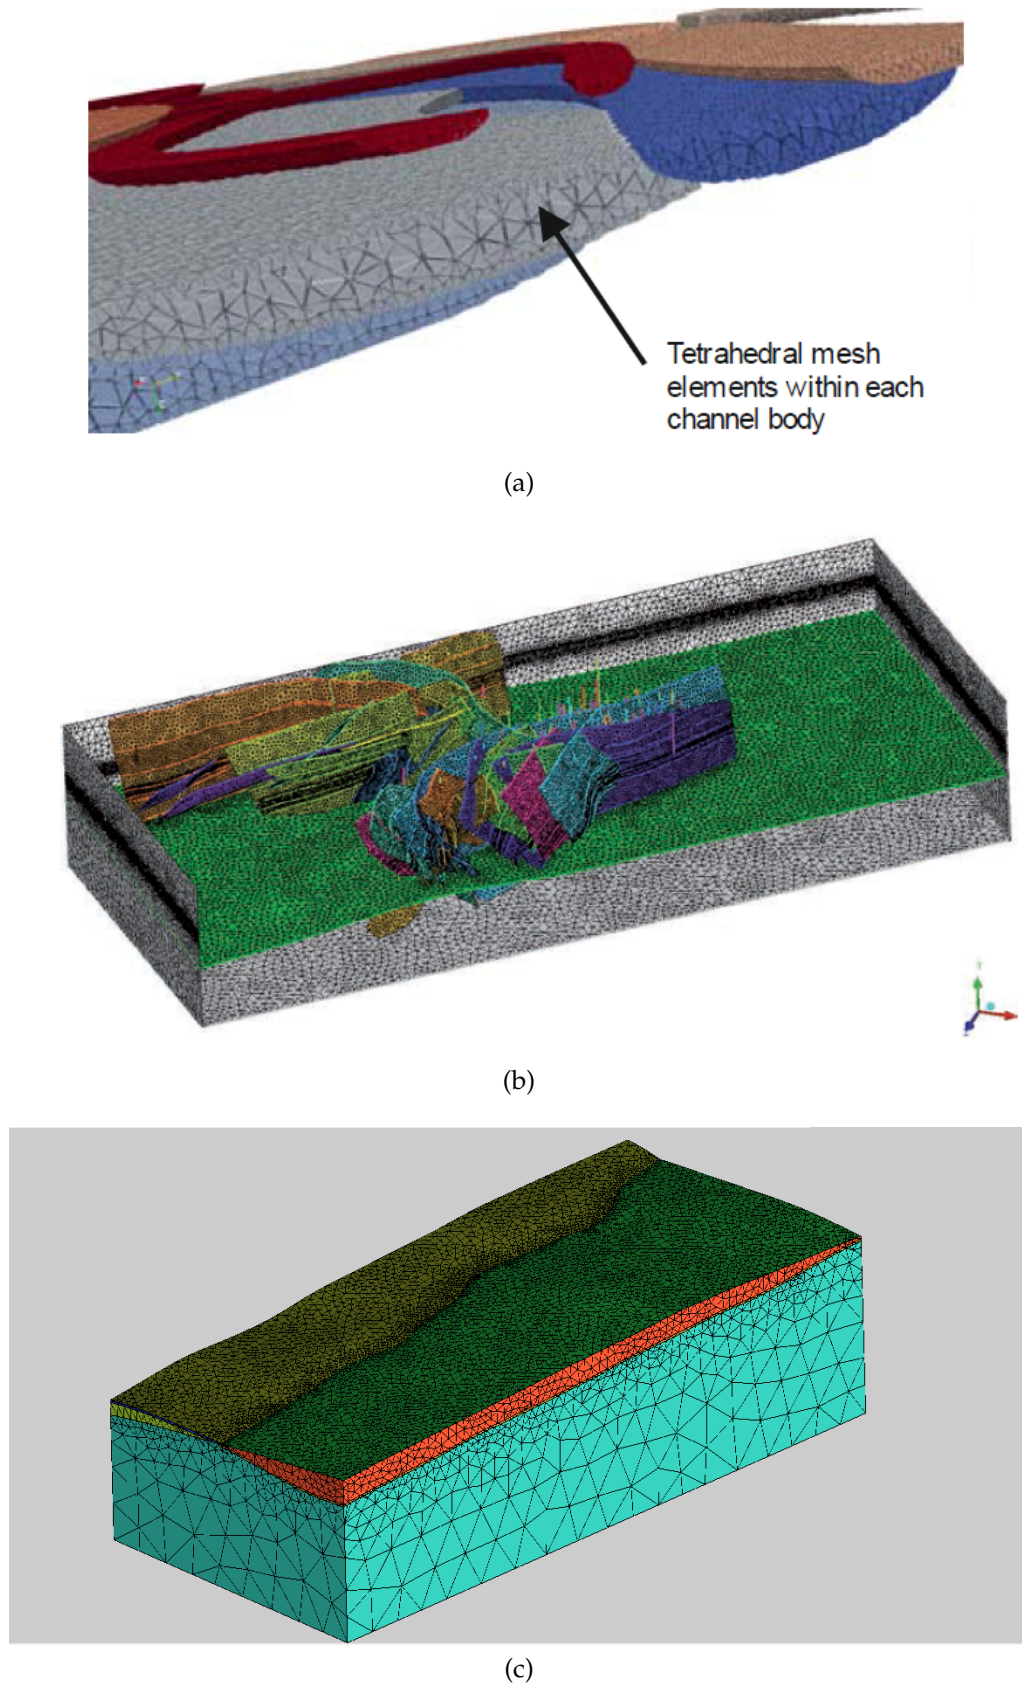 Tetrahedral mesh
elements within each
channel body
(a)
Y
(b)
(c)